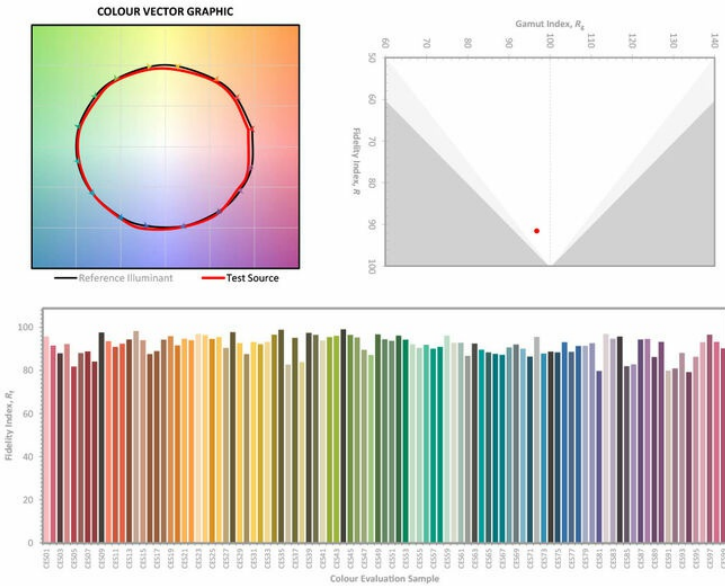 COLOUR VECTOR GRAPHIC
Reference Illuminant
Test Source
Gamut Index, Rg
60 70 80 90 100 110 120 130 140
Fidelity Index, R
50
60
70
80
90
100
Fidelity Index, Rf
100
80
60
40
20
0
CES01 CES03 CES05 CES07 CES09 CES11 CES13 CES15 CES17 CES19 CES21 CES23 CES25 CES27 CES29 CES31 CES33 CES35 CES37 CES39 CES41 CES43 CES45 CES47 CES49 CES51 CES53 CES55 CES57 CES59 CES61 CES63 CES65 CES67 CES69 CES71 CES73 CES75 CES77 CES79 CES81 CES83 CES85 CES87 CES89 CES91 CES93 CES95 CES97
Colour Evaluation Sample